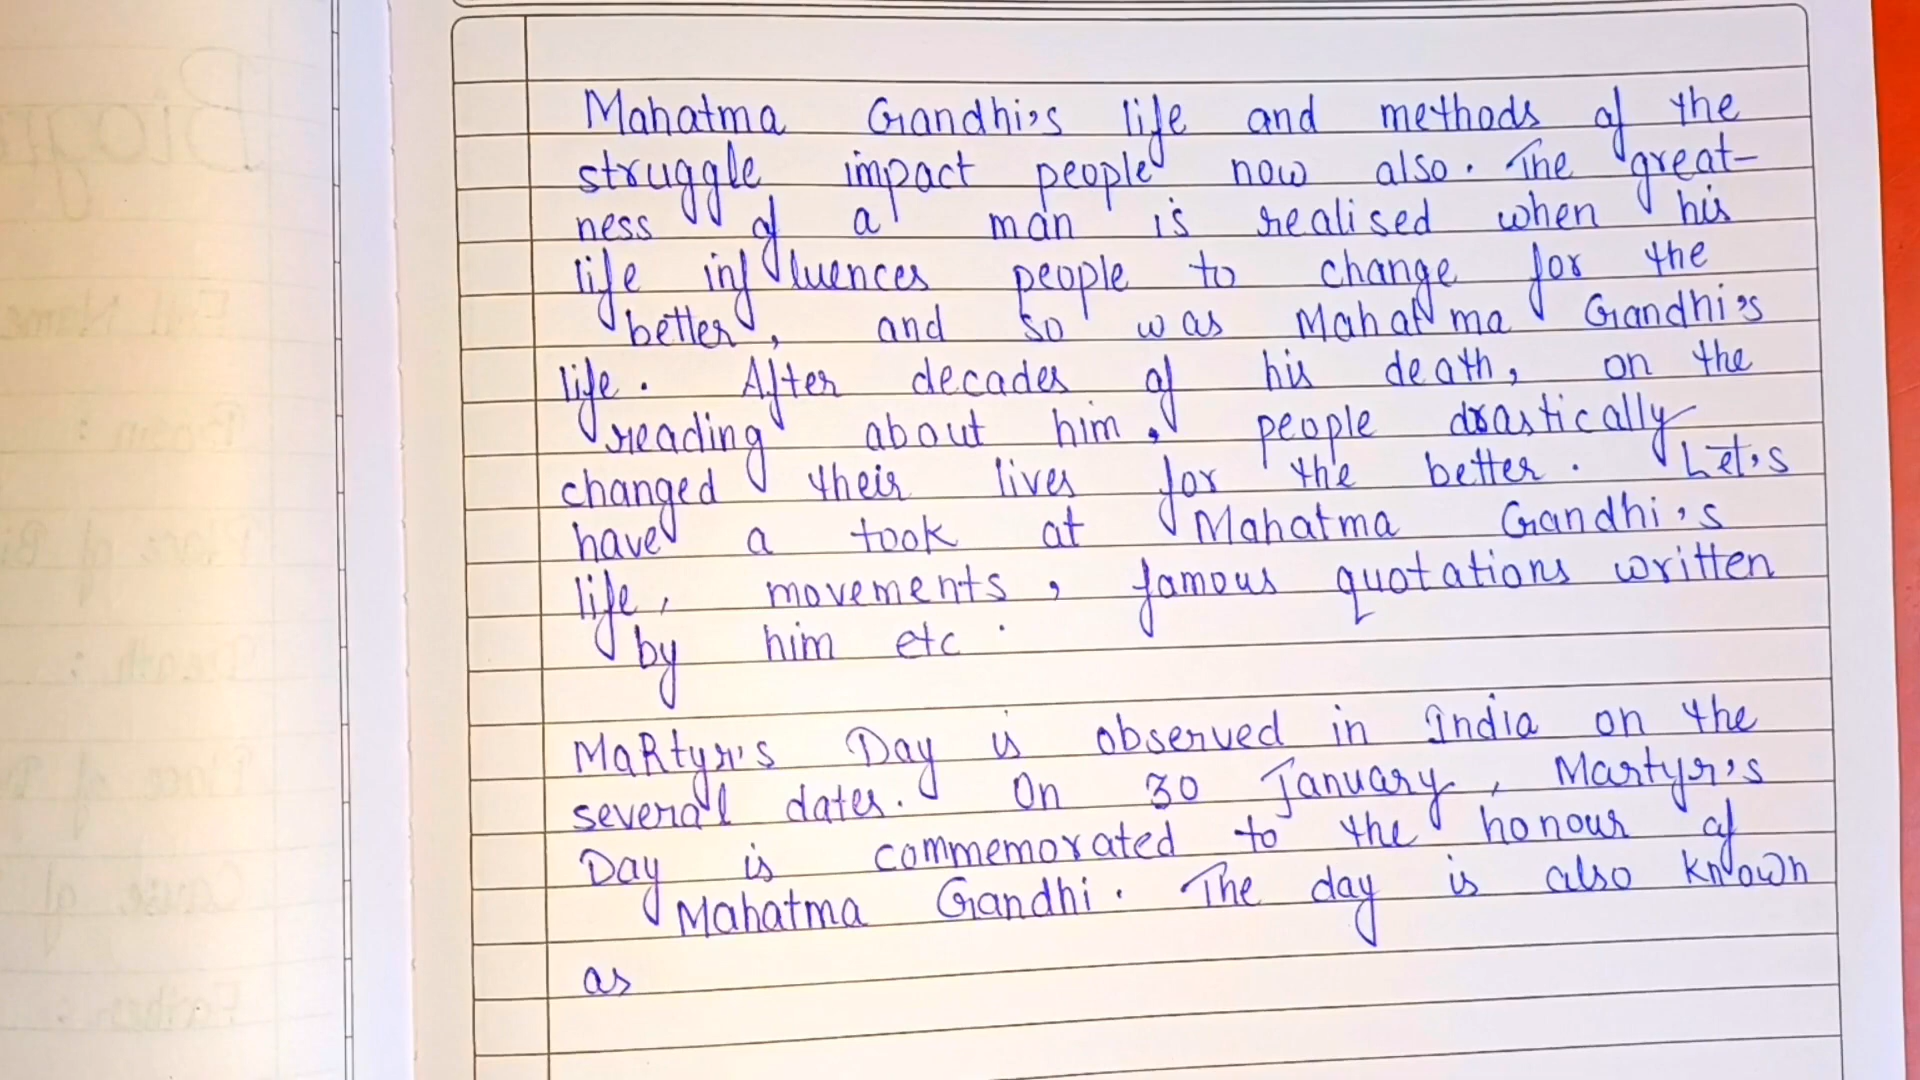 Mahatma Gandhi's life and methods of the
struggle impact people now also. The great-
ness of a man is realised when his
life influences people to change for the
better, and so was Mahatma Gandhi's
life. After decades of his death, on the
reading about him, people drastically
changed their lives for the better. Let's
have a took at Mahatma Gandhi's
life, movements, famous quotations written
by him etc.
MaRtyr's Day is observed in India on the
several dates. On 30 January, Martyr's
Day is commemorated to the honour of
Mahatma Gandhi. The day is also known
as